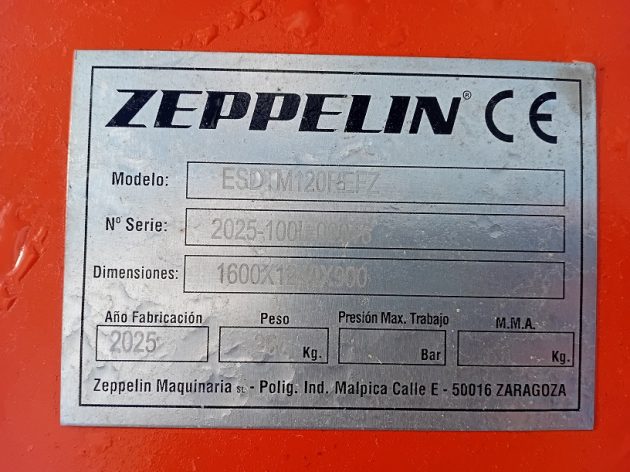 ZEPPELIN® CE
Modelo:
Nº Serie:
Dimensiones:
Año Fabricación Peso Presión Max. Trabajo M.M.A.
2025 Kg. Bar Kg.
Zeppelin Maquinaria SL - Polig. Ind. Malpica Calle E - 50016 ZARAGOZA